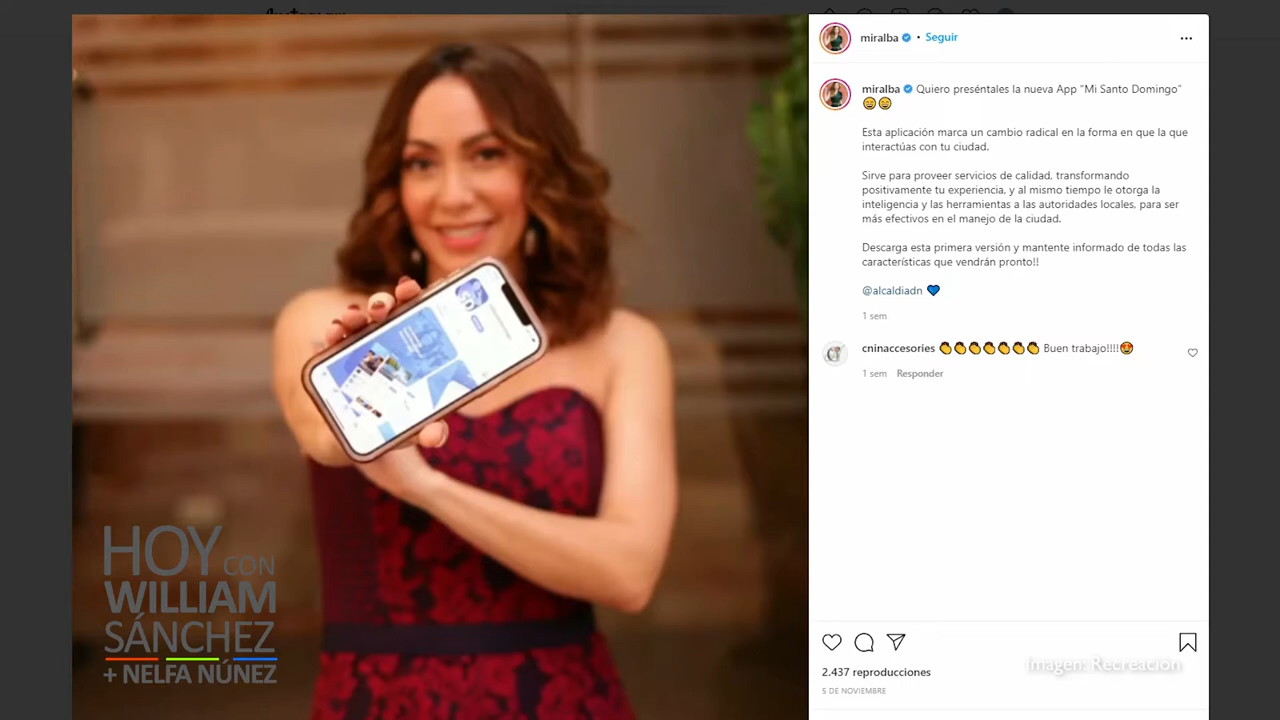 miralba • Seguir
miralba Quiero preséntales la nueva App "Mi Santo Domingo"
😄😄
Esta aplicación marca un cambio radical en la forma en que la que
interactúas con tu ciudad.
Sirve para proveer servicios de calidad, transformando
positivamente tu experiencia, y al mismo tiempo le otorga la
inteligencia y las herramientas a las autoridades locales, para ser
más efectivos en el manejo de la ciudad.
Descarga esta primera versión y mantente informado de todas las
características que vendrán pronto!!
@alcaldiadn 💙
1 sem
cninaccesories 👏👏👏👏👏👏👏 Buen trabajo!!!!😍
1 sem Responder
2.437 reproducciones
5 DE NOVIEMBRE
Imagen: Recreación
HOY CON
WILLIAM
SÁNCHEZ
+ NELFA NÚNEZ